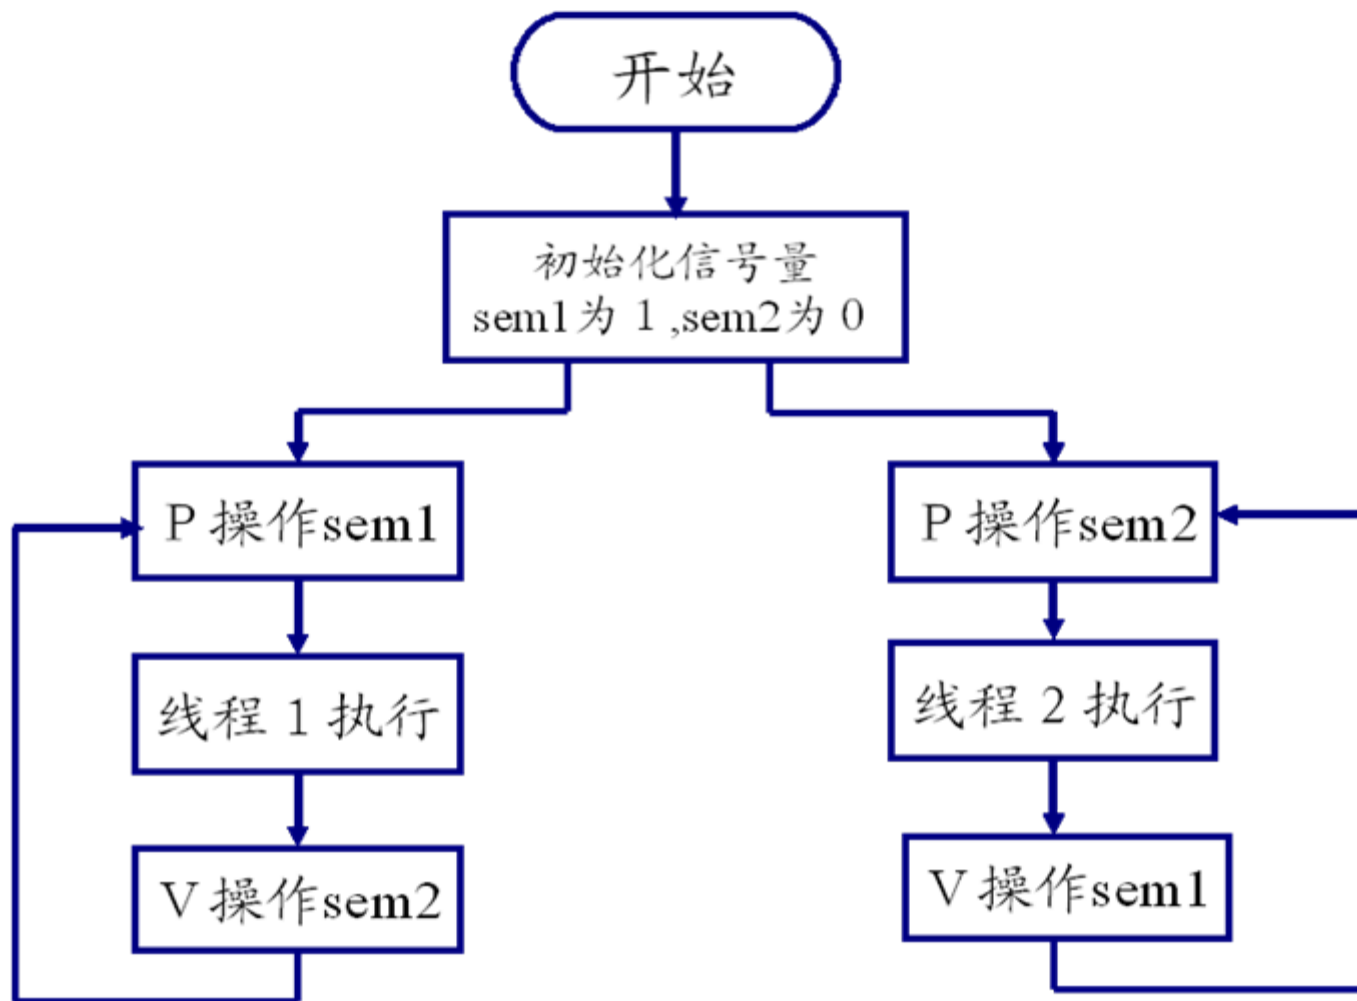 开始
初始化信号量
sem1为 1 ,sem2为 0
P 操作sem1
P 操作sem2
线程 1 执行
线程 2 执行
V 操作sem2
V 操作sem1